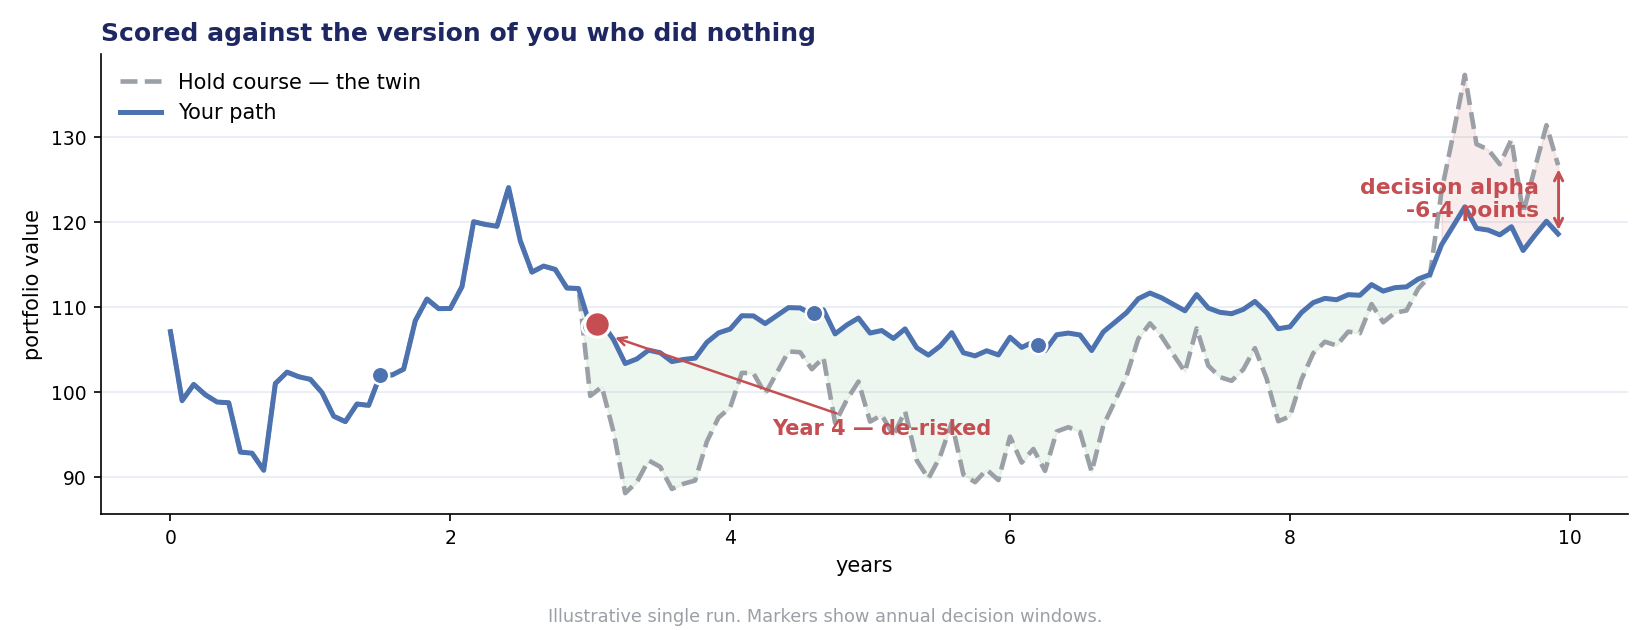 Scored against the version of you who did nothing
Hold course — the twin
Your path
130
120
110
100
90
portfolio value
decision alpha
-6.4 points
Year 4 — de-risked
0
2
4
6
8
10
years
Illustrative single run. Markers show annual decision windows.